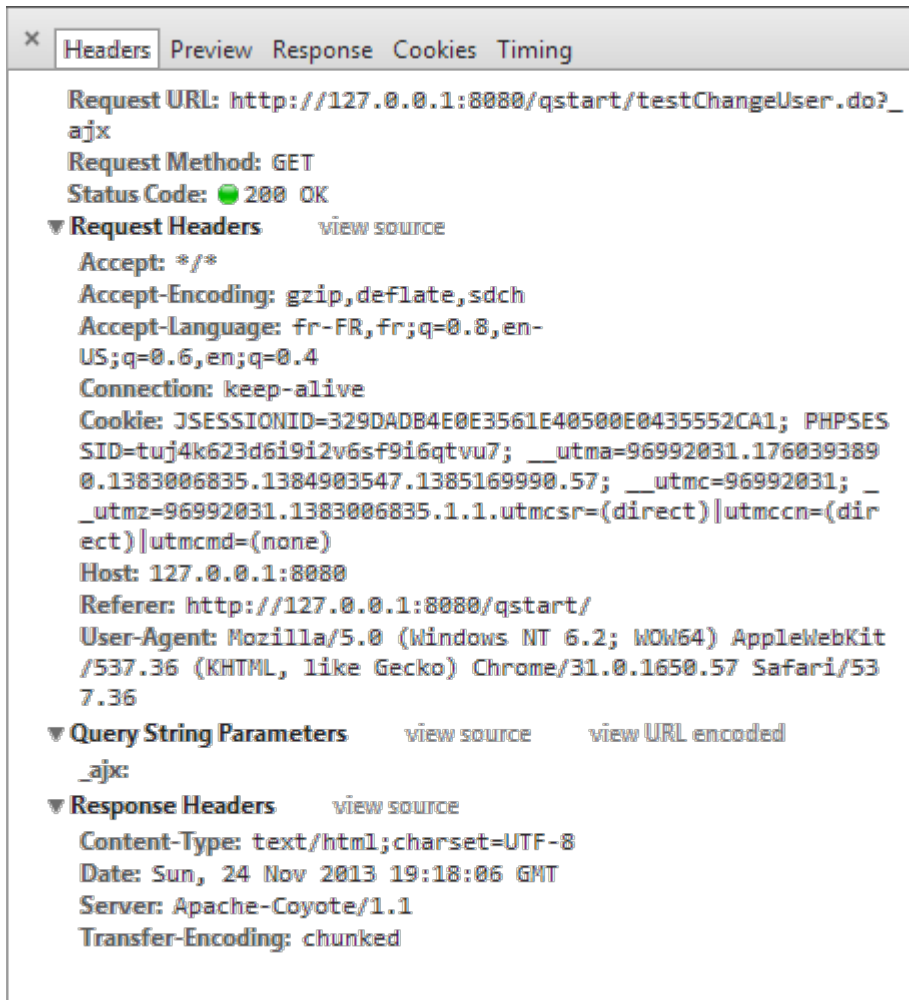 × Headers Preview Response Cookies Timing
Request URL: http://127.0.0.1:8080/qstart/testChangeUser.do?_
ajx
Request Method: GET
Status Code: 200 OK
▼ Request Headers view source
Accept: */*
Accept-Encoding: gzip,deflate,sdch
Accept-Language: fr-FR,fr;q=0.8,en-
US;q=0.6,en;q=0.4
Connection: keep-alive
Cookie: JSESSIONID=329DADB4E0E3561E40500E0435552CA1; PHPSES
SID=tuj4k623d6i9i2v6sf9i6qtvu7; __utma=96992031.176039389
0.1383006835.1384903547.1385169990.57; __utmc=96992031; _
_utmz=96992031.1383006835.1.1.utmcsr=(direct)|utmccn=(dir
ect)|utmcmd=(none)
Host: 127.0.0.1:8080
Referer: http://127.0.0.1:8080/qstart/
User-Agent: Mozilla/5.0 (Windows NT 6.2; WOW64) AppleWebKit
/537.36 (KHTML, like Gecko) Chrome/31.0.1650.57 Safari/53
7.36
▼ Query String Parameters view source view URL encoded
_ajx:
▼ Response Headers view source
Content-Type: text/html;charset=UTF-8
Date: Sun, 24 Nov 2013 19:18:06 GMT
Server: Apache-Coyote/1.1
Transfer-Encoding: chunked